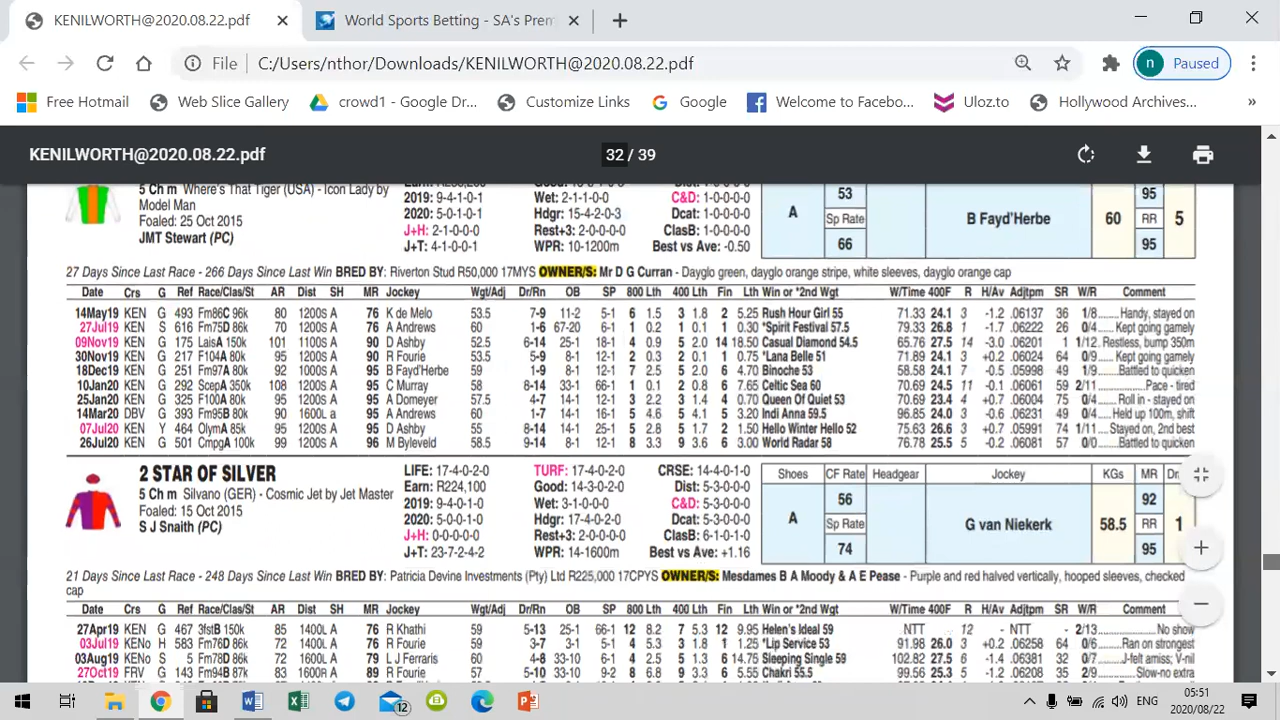 KENILWORTH@2020.08.22.pdf
World Sports Betting - SA's Prem
File
C:/Users/nthor/Downloads/KENILWORTH@2020.08.22.pdf
n Paused
Free Hotmail Web Slice Gallery crowd1 - Google Dr... Customize Links Google Welcome to Facebo... Uloz.to Hollywood Archives... »
KENILWORTH@2020.08.22.pdf 32 / 39
5 Ch m Where's That Tiger (USA) - Icon Lady by
Model Man
Foaled: 25 Oct 2015
JMT Stewart (PC)
2019: 9-4-1-0-1 Wet: 2-1-1-0-0 C&D: 1-0-0-0-0
2020: 5-0-1-0-1 Hdgr: 15-4-2-0-3 Dcat: 1-0-0-0-0
J+H: 2-1-0-0-0 Rest+3: 2-0-0-0-0 ClasB: 1-0-0-0-0
J+T: 4-1-0-0-1 WPR: 10-1200m Best vs Ave: -0.50
A 53 Sp Rate 66 B Fayd'Herbe 60 95 RR 95 5
27 Days Since Last Race - 266 Days Since Last Win BRED BY: Riverton Stud R50,000 17MYS OWNER/S: Mr D G Curran - Dayglo green, dayglo orange stripe, white sleeves, dayglo orange cap
Date Crs G Ref Race/Clas/St AR Dist SH MR Jockey Wgt/Adj Dr/Rn OB SP 800 Lth 400 Lth Fin Lth Win or *2nd Wgt W/Time 400F R H/Av Adjtpm SR W/R Comment
14May19 KEN G 493 Fm86C 96k 80 1200S A 76 K de Melo 53.5 7-9 11-2 5-1 6 1.5 3 1.8 2 5.25 Rush Hour Girl 55 71.33 24.1 3 -1.2 .06137 36 1/8 Handy, stayed on
27Jul19 KEN S 616 Fm75D 85k 70 1200S A 76 A Andrews 60 1-6 67-20 6-1 1 0.2 1 0.1 1 0.30 *Spirit Festival 57.5 79.33 26.8 1 -1.7 -.0262 26 0/4 Kept going gamely
09Nov19 KEN G 175 LaisA 150k 101 1100S A 90 D Ashby 52.5 6-14 25-1 18-1 4 0.9 5 2.0 14 18.50 Casual Diamond 54.5 65.76 27.5 14 -3.0 .06201 1 1/12 Restless, bump 350m
30Nov19 KEN G 217 F104A 80k 95 1200S A 90 R Fourie 53.5 5-9 8-1 12-1 2 0.3 2 0.1 1 0.75 *Lana Belle 51 71.89 24.1 3 +0.2 .06024 64 0/9 Kept going gamely
18Dec19 KEN G 251 Fm97A 80k 92 1000S A 95 B Fayd'Herbe 59 1-9 8-1 12-1 7 2.5 5 2.0 4 4.70 Binoche 53 58.58 24.1 7 -0.5 .05998 49 1/9 Battled to quicken
10Jan20 KEN G 292 ScepA 350k 108 1200S A 95 C Murray 58 8-14 33-1 66-1 1 0.1 2 0.8 6 7.65 Celtic Sea 60 70.69 24.5 11 -0.1 .06061 59 2/11 Pace - tired
25Jan20 KEN G 325 F100A 80k 95 1200S A 95 A Domeyer 57.5 4-7 14-1 12-1 3 2.2 3 1.4 4 0.70 Queen Of Quiet 53 70.69 23.4 4 +0.7 .06004 75 0/4 Roll in - stayed on
14Mar20 DBV G 393 Fm95B 80k 90 1600L a 95 A Andrews 60 1-7 14-1 16-1 5 4.6 5 4.1 5 3.20 Indi Anna 59.5 96.85 24.0 3 -0.6 .06231 49 0/4 Held up 100m, shift
07Jul20 KEN Y 464 OlymA 85k 95 1200S A 95 D Ashby 55 8-14 14-1 25-1 5 2.8 5 1.7 2 1.50 Hello Winter Hello 52 75.63 26.6 3 +0.7 .05991 74 1/11 Stayed on, 2nd best
26Jul20 KEN G 501 CmpgA 100k 99 1200S A 96 M Byleveld 58.5 9-14 8-1 12-1 8 3.3 9 3.6 6 3.00 World Radar 58 76.78 25.5 5 -0.2 .06081 57 0/0 Battled to quicken
2 STAR OF SILVER
5 Ch m Silvano (GER) - Cosmic Jet by Jet Master
Foaled: 15 Oct 2015
S J Snaith (PC)
LIFE: 17-4-0-2-0 TURF: 17-4-0-2-0 CRSE: 14-4-0-1-0
Earn: R224,100 Good: 14-3-0-2-0 Dist: 5-3-0-0-0
2019: 9-4-0-1-0 Wet: 3-1-0-0-0 C&D: 5-3-0-0-0
2020: 5-0-0-1-0 Hdgr: 17-4-0-2-0 Dcat: 5-3-0-0-0
J+H: 0-0-0-0-0 Rest+3: 2-0-0-0-0 ClasB: 6-1-0-1-0
J+T: 23-7-2-4-2 WPR: 14-1600m Best vs Ave: +1.16
Shoes CF Rate Headgear Jockey KGs MR
A 56 Sp Rate 74 G van Niekerk 58.5 92 RR 95 1
21 Days Since Last Race - 248 Days Since Last Win BRED BY: Patricia Devine Investments (Pty) Ltd R225,000 17CPYS OWNER/S: Mesdames B A Moody & A E Pease - Purple and red halved vertically, hooped sleeves, checked
cap
Date Crs G Ref Race/Clas/St AR Dist SH MR Jockey Wgt/Adj Dr/Rn OB SP 800 Lth 400 Lth Fin Lth Win or *2nd Wgt W/Time 400F R H/Av Adjtpm SR W/R Comment
27Apr19 KEN G 467 3fstB 150k 85 1400L A 76 R Khathi 59 5-13 25-1 66-1 12 8.2 7 5.3 12 9.95 Helen's Ideal 59 NTT 12 - NTT - 2/13 No show
03Jul19 KENo H 583 Fm76D 86k 72 1400L A 76 R Fourie 59 3-7 3-1 5-1 4 5.3 3 1.8 1 1.25 *Lip Service 53 91.98 26.0 1 +0.2 .06258 64 0/6 Ran on strongest
03Aug19 KENo S 5 Fm78D 86k 72 1600L A 79 L J Ferraris 60 4-8 33-10 6-1 4 2.5 1 1.3 6 14.75 Sleeping Single 59 102.82 27.5 6 -1.4 .06381 32 0/7 J-felt amiss; V-nil
27Oct19 FRV G 143 Fm94B 87k 83 1400L A 89 Fourie 57 5-10 33-10 9-2 6 6.8 9 3.3 6 5.55 Chakri 55.5 99.56 25.3 2/9 Slow-no extra
12
ENG
05:51
2020/08/22